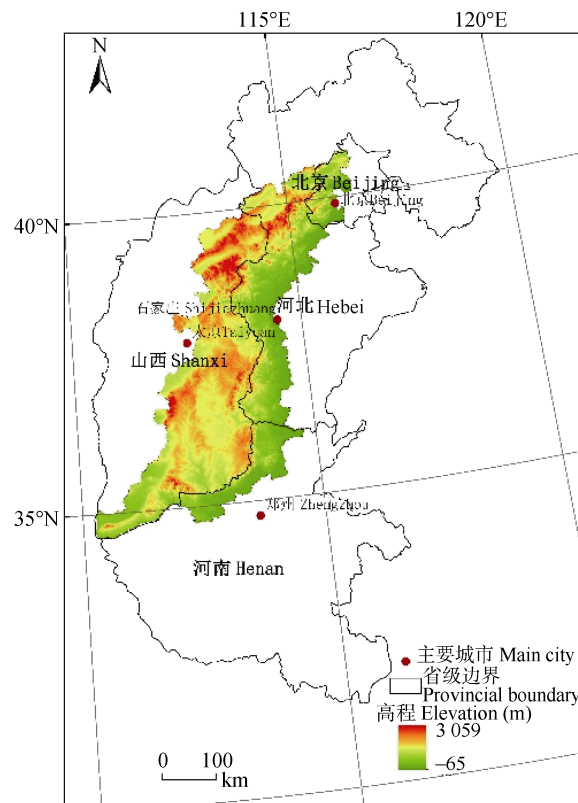 115°E
120°E
N
北京 Beijing
北京 Beijing
40°N
石家庄 Shijiazhuang
河北 Hebei
太原 Taiyuan
山西 Shanxi
35°N
郑州 ZhengZhou
河南 Henan
主要城市 Main city
省级边界
Provincial boundary
高程 Elevation (m)
3 059
–65
0 100
km